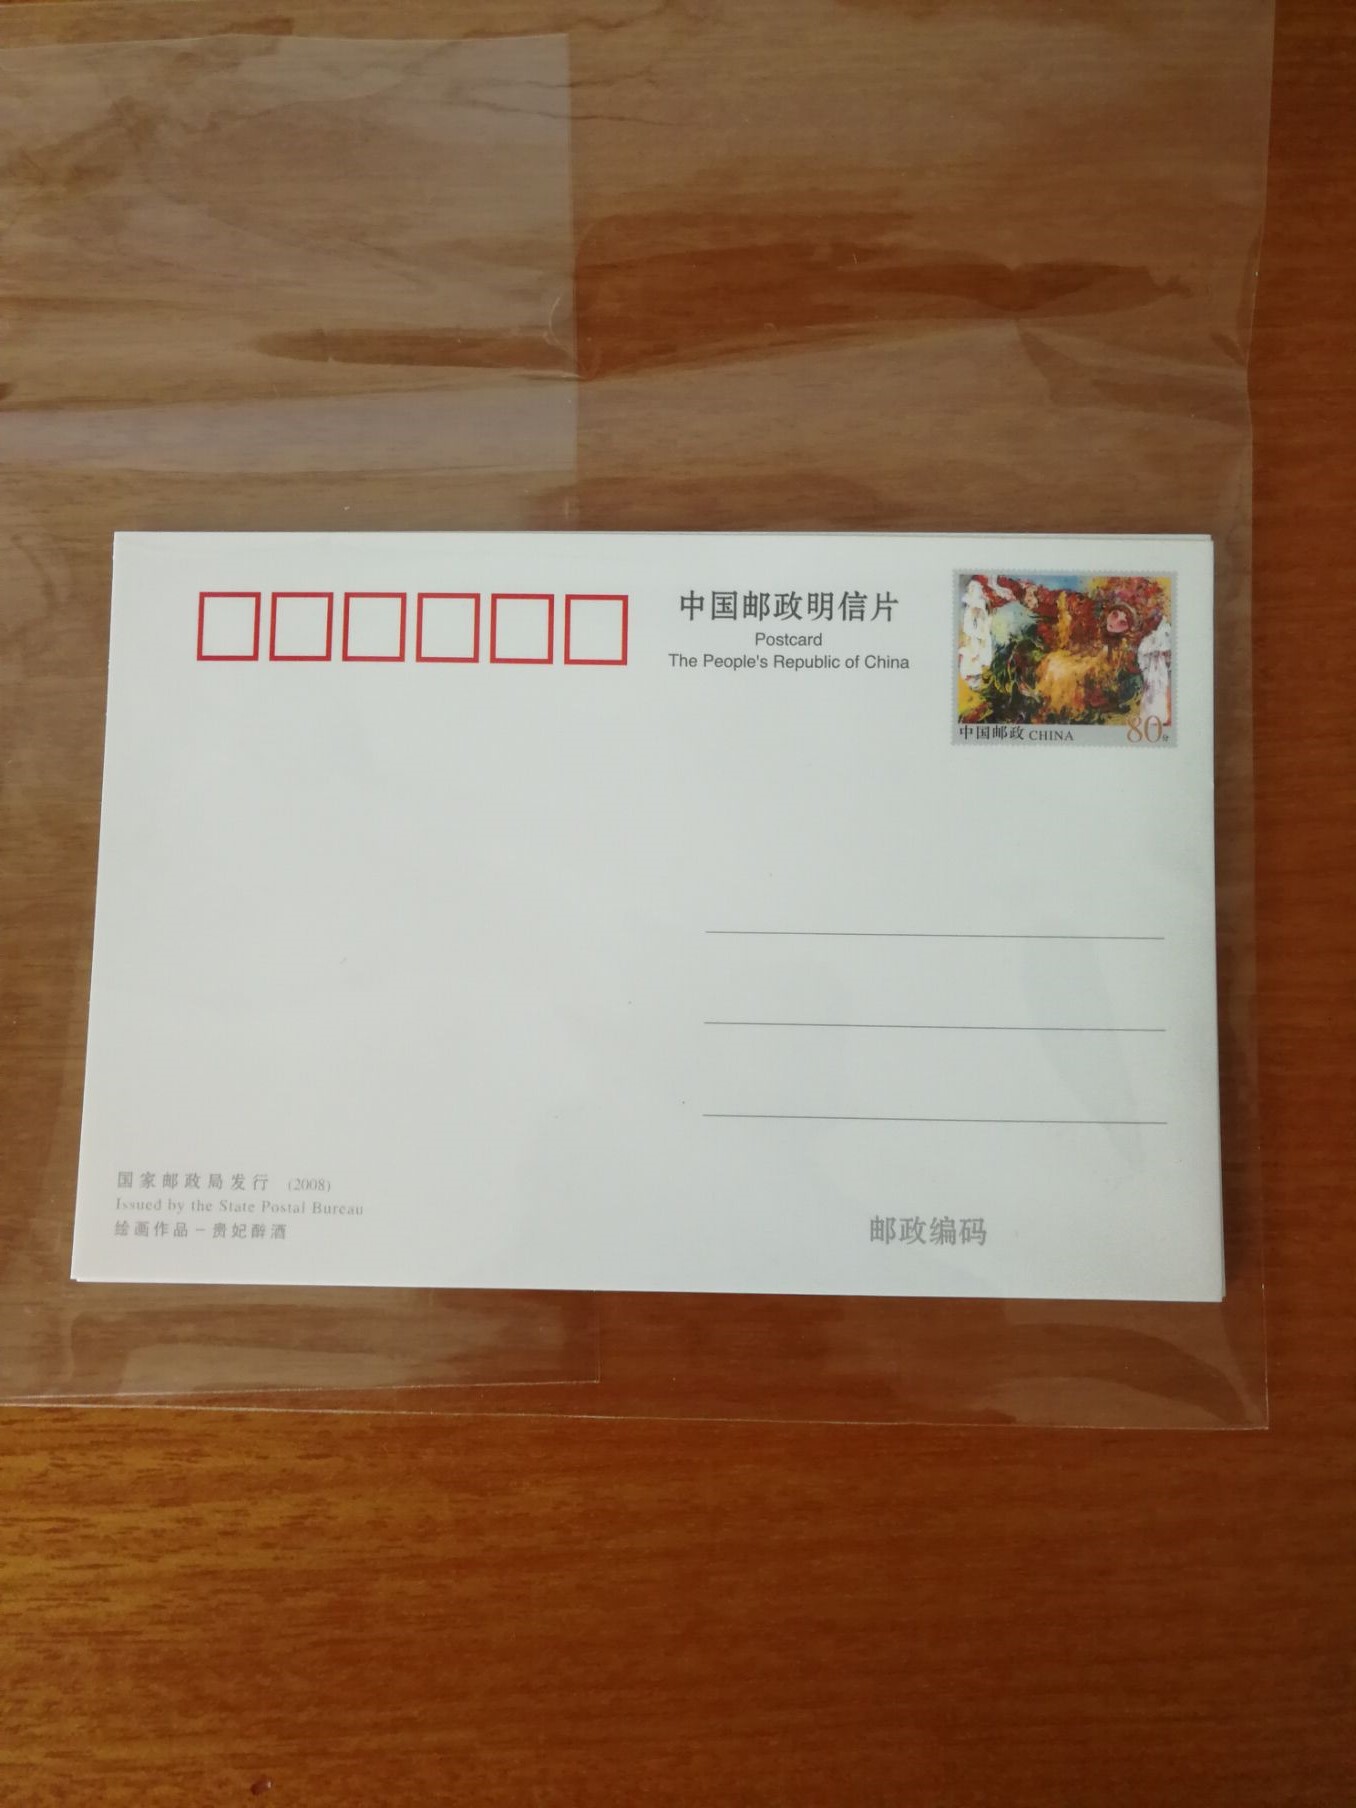 中国邮政明信片
Postcard
The People's Republic of China
中国邮政 CHINA 80分
国家邮政局发行 (2008)
Issued by the State Postal Bureau
绘画作品－贵妃醉酒
邮政编码